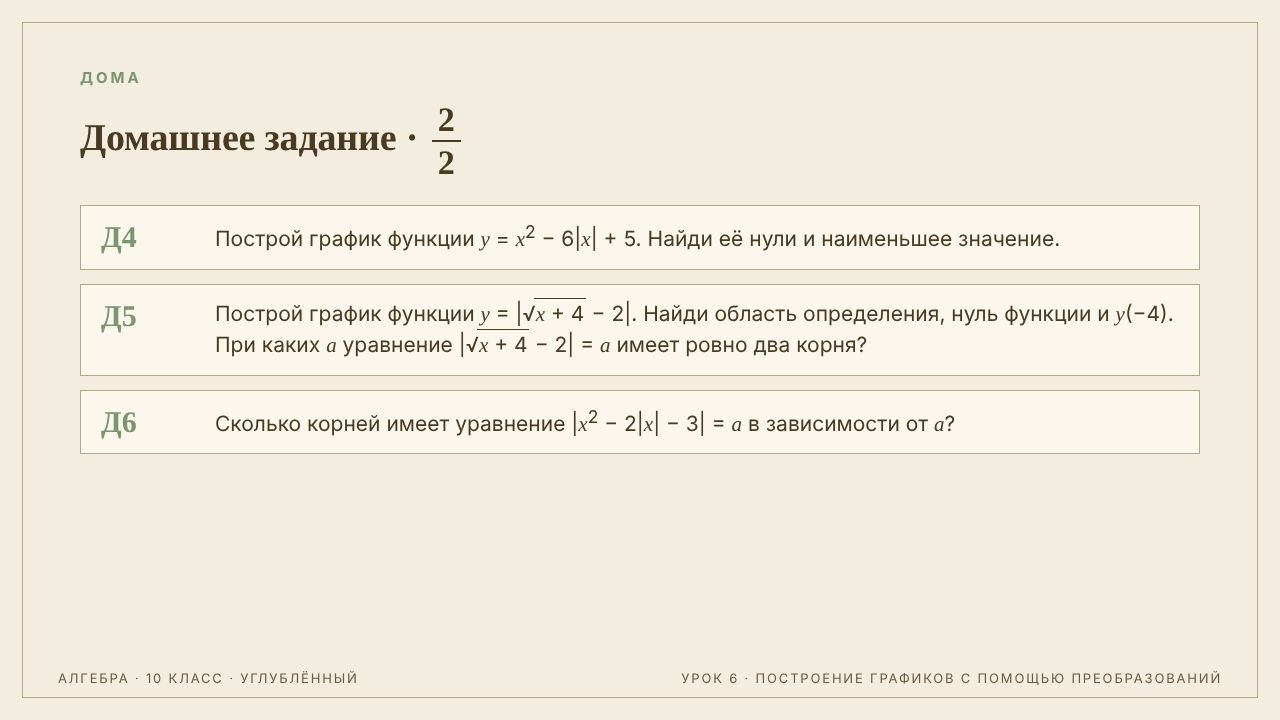 ДОМА
Домашнее задание · 2/2
Д4 Построй график функции y = x² − 6|x| + 5. Найди её нули и наименьшее значение.
Д5 Построй график функции y = |√x + 4 − 2|. Найди область определения, нуль функции и y(−4).
При каких a уравнение |√x + 4 − 2| = a имеет ровно два корня?
Д6 Сколько корней имеет уравнение |x² − 2|x| − 3| = a в зависимости от a?
АЛГЕБРА · 10 КЛАСС · УГЛУБЛЁННЫЙ
УРОК 6 · ПОСТРОЕНИЕ ГРАФИКОВ С ПОМОЩЬЮ ПРЕОБРАЗОВАНИЙ